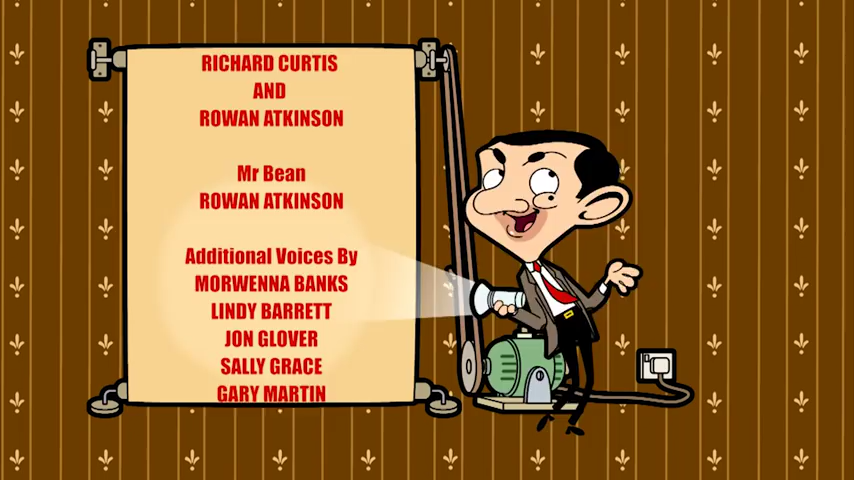 RICHARD CURTIS
AND
ROWAN ATKINSON
Mr Bean
ROWAN ATKINSON
Additional Voices By
MORWENNA BANKS
LINDY BARRETT
JON GLOVER
SALLY GRACE
GARY MARTIN